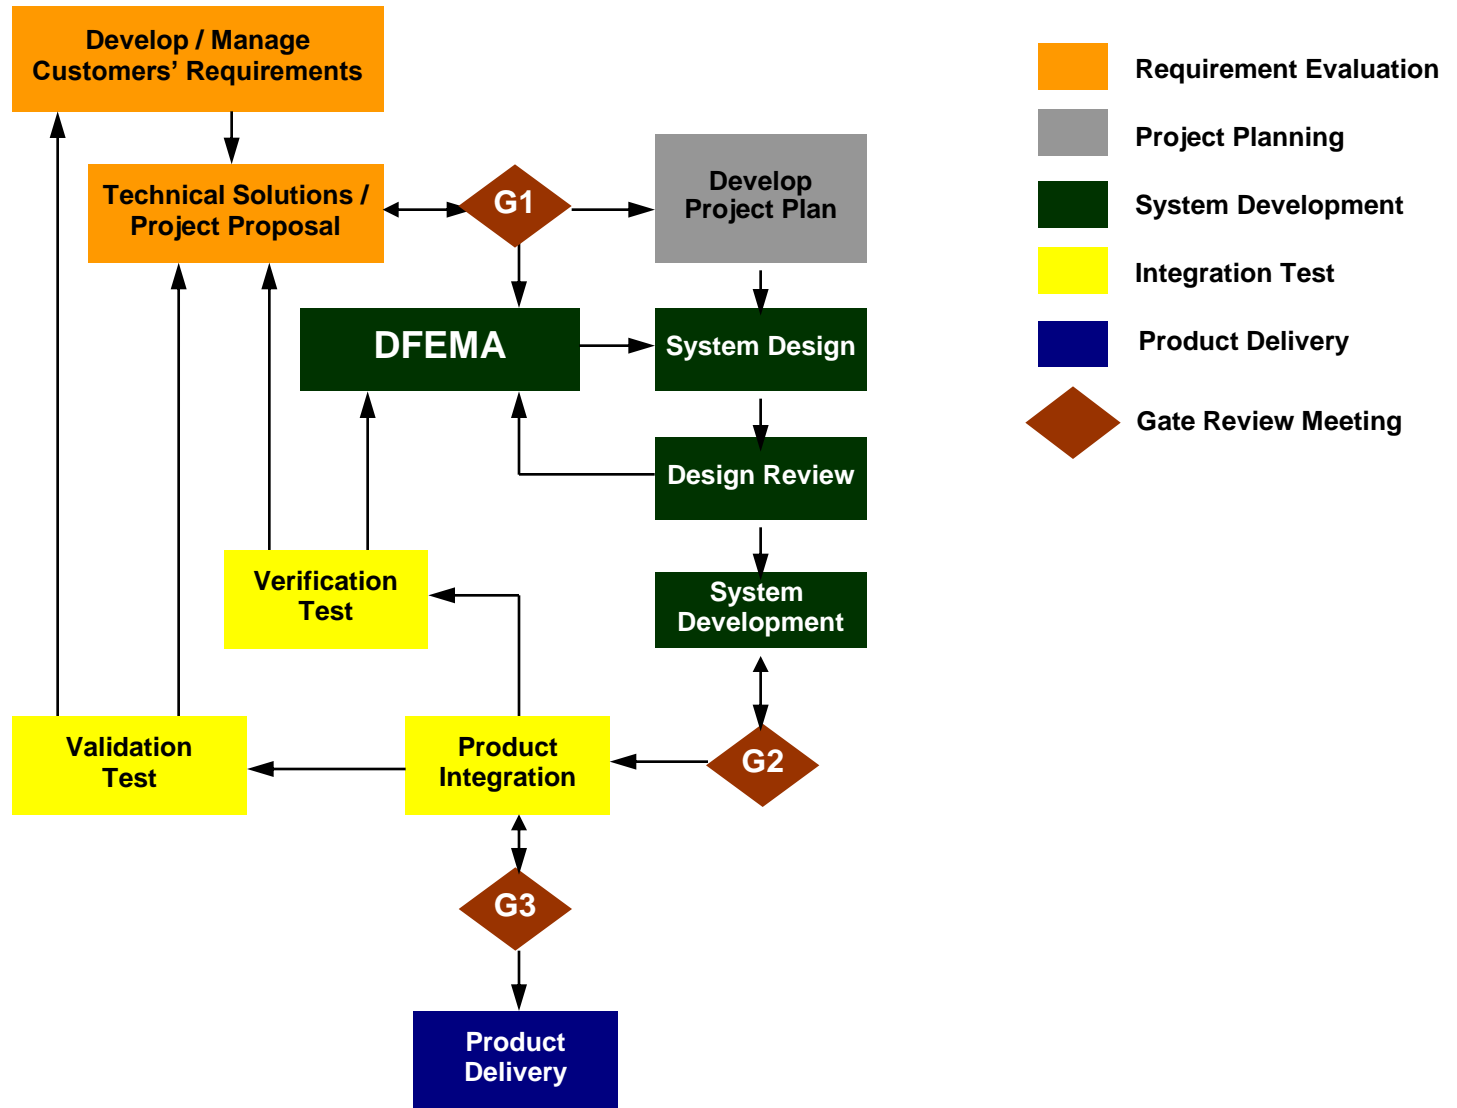 Develop / Manage
Customers’ Requirements
Technical Solutions /
Project Proposal
G1
Develop
Project Plan
DFEMA
System Design
Design Review
System
Development
Verification
Test
Validation
Test
Product
Integration
G2
G3
Product
Delivery
Requirement Evaluation
Project Planning
System Development
Integration Test
Product Delivery
Gate Review Meeting